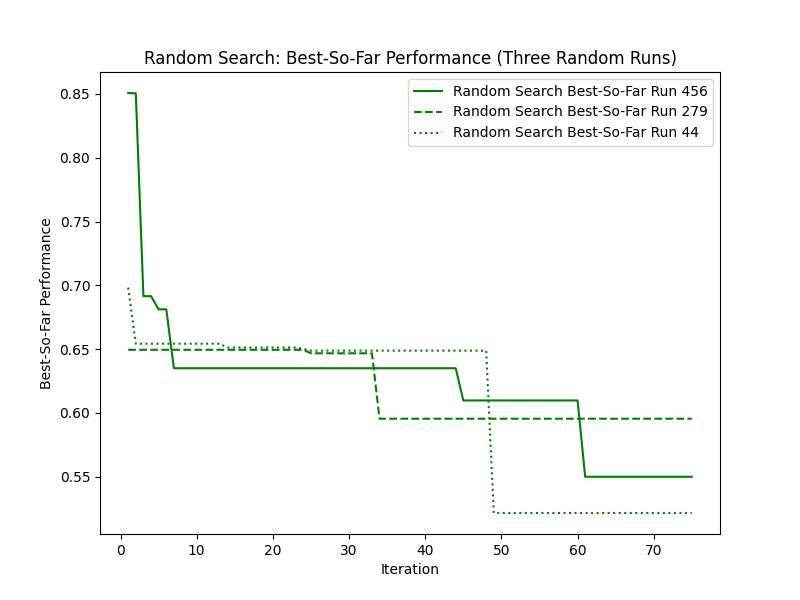 Random Search: Best-So-Far Performance (Three Random Runs)
Random Search Best-So-Far Run 456
Random Search Best-So-Far Run 279
Random Search Best-So-Far Run 44
Best-So-Far Performance
0.85
0.80
0.75
0.70
0.65
0.60
0.55
0 10 20 30 40 50 60 70
Iteration